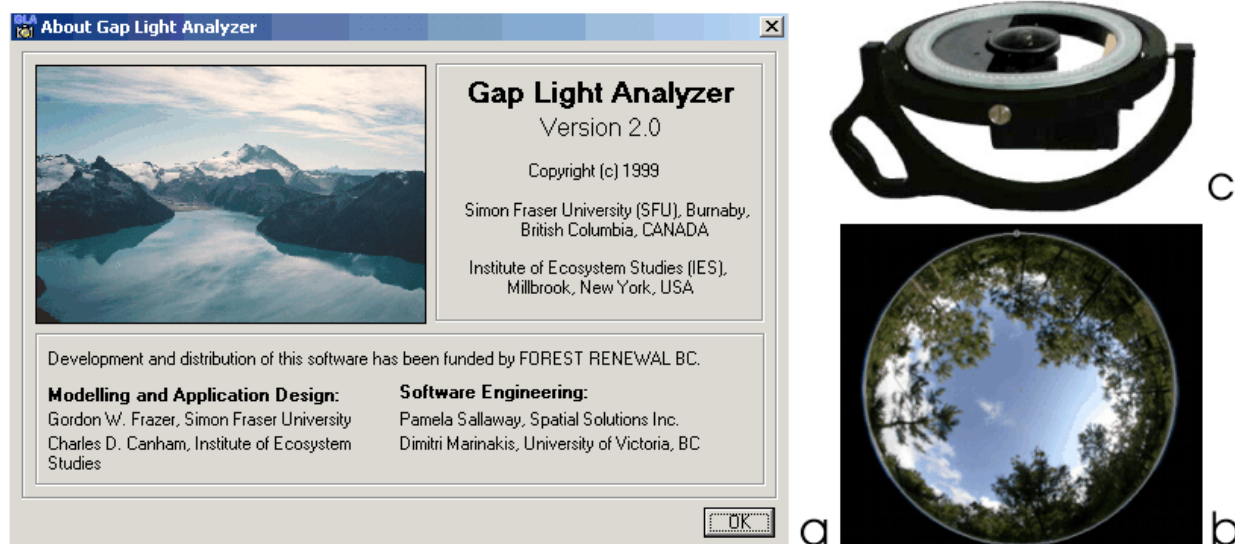 GLA
About Gap Light Analyzer
Gap Light Analyzer
Version 2.0
Copyright (c) 1999
Simon Fraser University (SFU), Burnaby,
British Columbia, CANADA
Institute of Ecosystem Studies (IES),
Millbrook, New York, USA
Development and distribution of this software has been funded by FOREST RENEWAL BC.
Modelling and Application Design:
Gordon W. Frazer, Simon Fraser University
Charles D. Canham, Institute of Ecosystem
Studies
Software Engineering:
Pamela Sallaway, Spatial Solutions Inc.
Dimitri Marinakis, University of Victoria, BC
OK
a
c
b